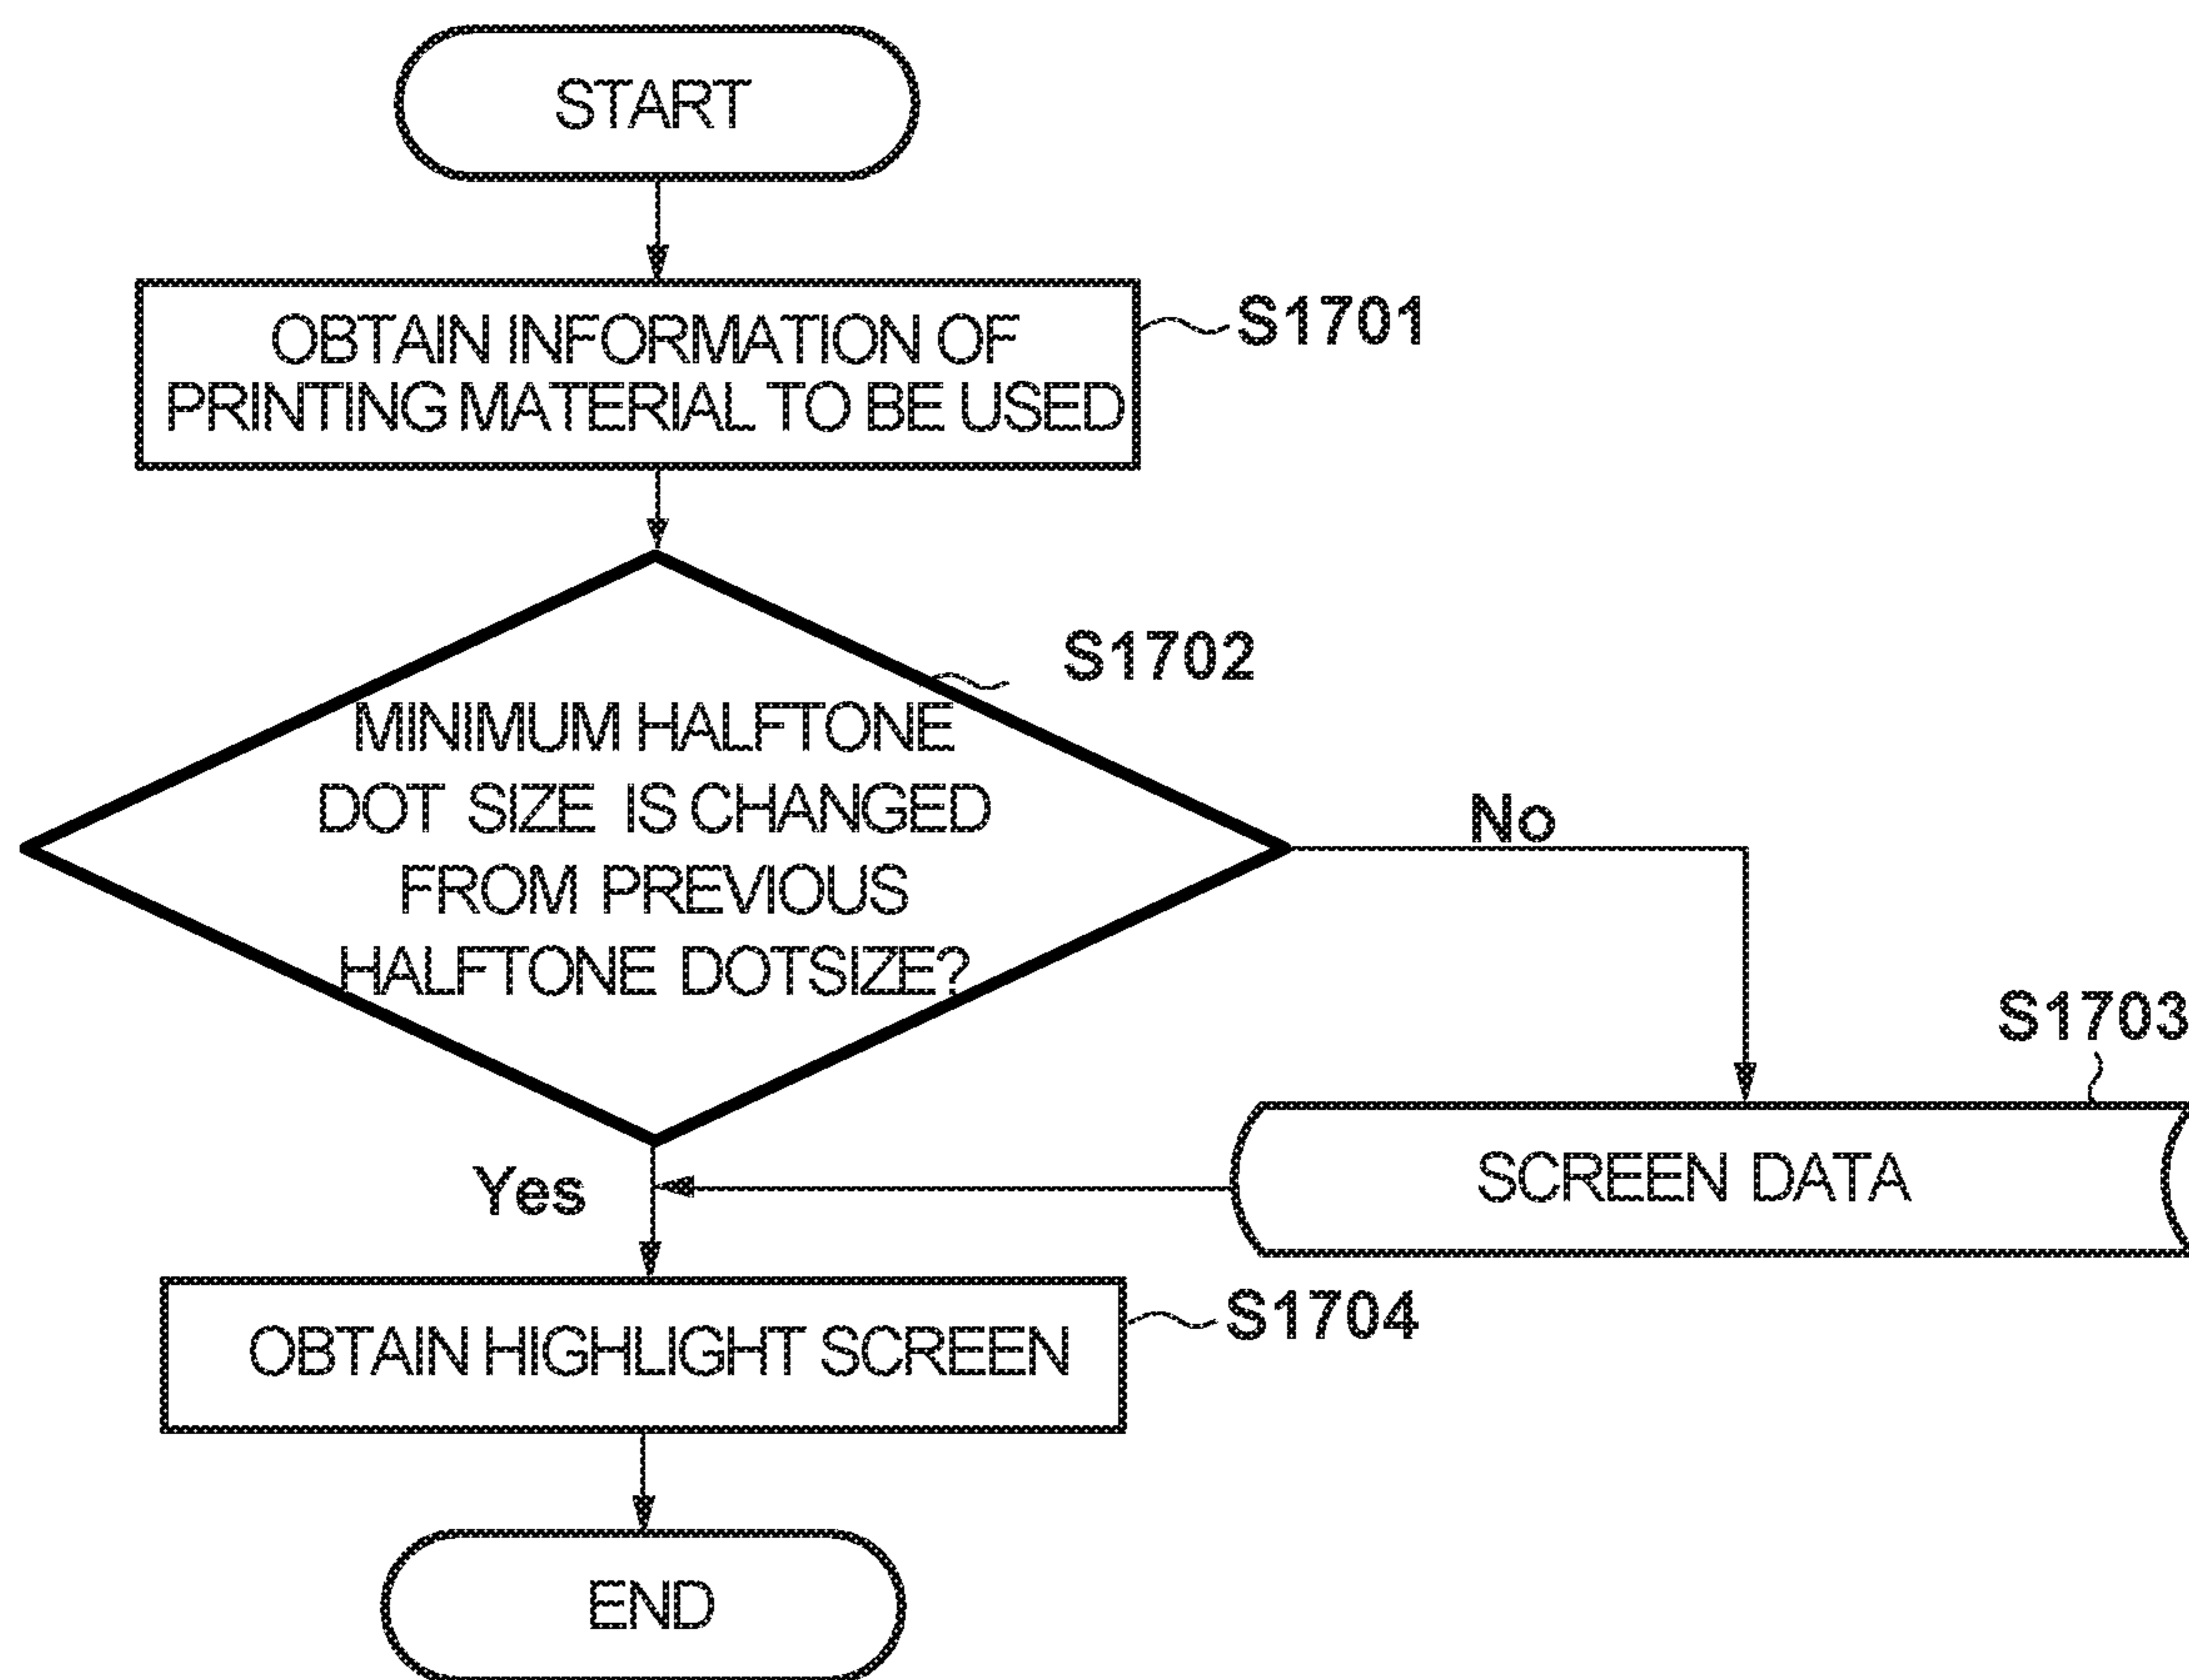 START
OBTAIN INFORMATION OF
PRINTING MATERIAL TO BE USED
S1701
S1702
MINIMUM HALFTONE
DOT SIZE IS CHANGED
FROM PREVIOUS
HALFTONE DOTSIZE?
No
S1703
SCREEN DATA
Yes
OBTAIN HIGHLIGHT SCREEN
S1704
END